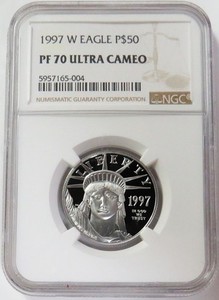 1997 W EAGLE P$50
PF 70 ULTRA CAMEO
5957165-004
NUMISMATIC GUARANTY CORPORATION
NGC
LIBERTY
1997
IN GOD
WE
TRUST